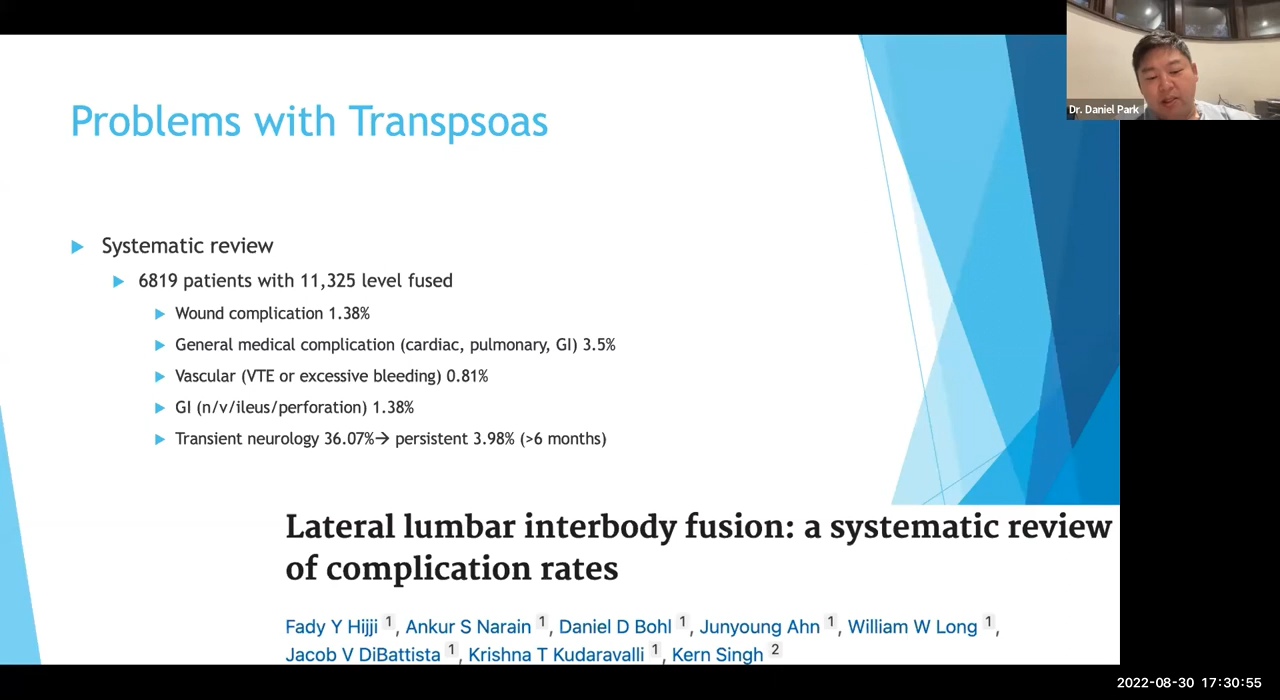 Problems with Transpsoas
Systematic review
6819 patients with 11,325 level fused
Wound complication 1.38%
General medical complication (cardiac, pulmonary, GI) 3.5%
Vascular (VTE or excessive bleeding) 0.81%
GI (n/v/ileus/perforation) 1.38%
Transient neurology 36.07%→ persistent 3.98% (>6 months)
Lateral lumbar interbody fusion: a systematic review
of complication rates
Fady Y Hijji 1, Ankur S Narain 1, Daniel D Bohl 1, Junyoung Ahn 1, William W Long 1,
Jacob V DiBattista 1, Krishna T Kudaravalli 1, Kern Singh 2
Dr. Daniel Park
2022-08-30 17:30:55